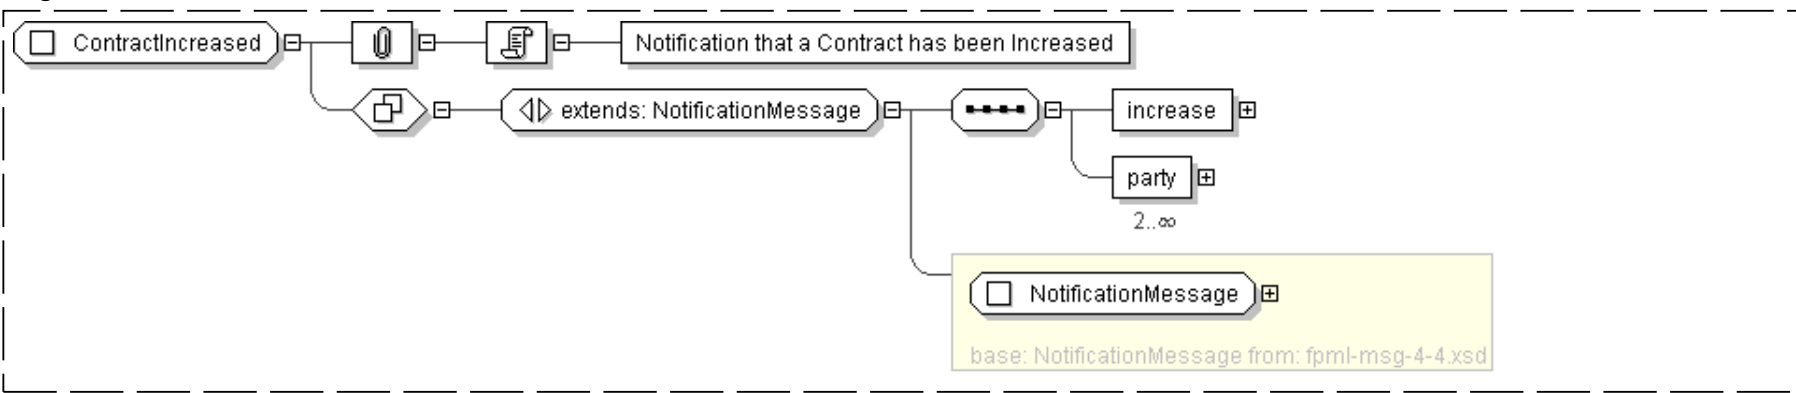 ContractIncreased
Notification that a Contract has been Increased
extends: NotificationMessage
increase
party
2..∞
NotificationMessage
base: NotificationMessage from: fpml-msg-4-4.xsd